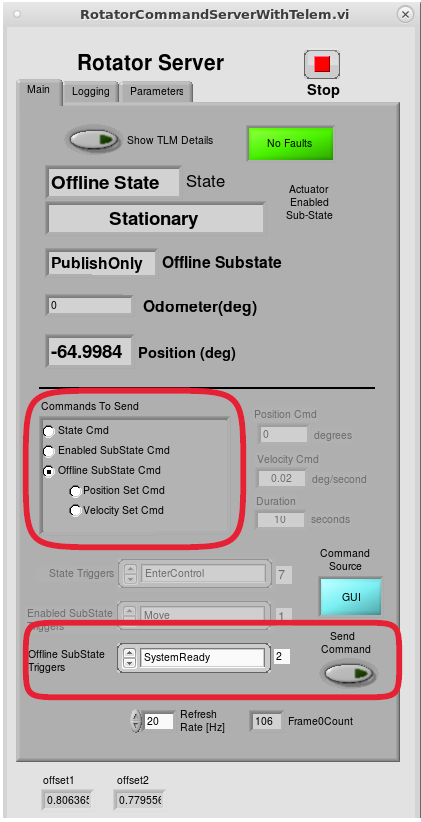 RotatorCommandServerWithTelem.vi
Rotator Server
Stop
Main
Logging
Parameters
Show TLM Details
No Faults
Offline State
State
Stationary
Actuator
Enabled
Sub-State
PublishOnly
Offline Substate
0
Odometer(deg)
-64.9984
Position (deg)
Commands To Send
State Cmd
Enabled SubState Cmd
Offline SubState Cmd
Position Set Cmd
Velocity Set Cmd
Position Cmd
0
degrees
Velocity Cmd
0.02
deg/second
Duration
10
seconds
State Triggers
EnterControl
7
Command
Source
GUI
Enabled SubState
Triggers
Move
1
Offline SubState
Triggers
SystemReady
2
Send
Command
20
Refresh
Rate [Hz]
106
Frame0Count
offset1
offset2
0.806365
0.779556